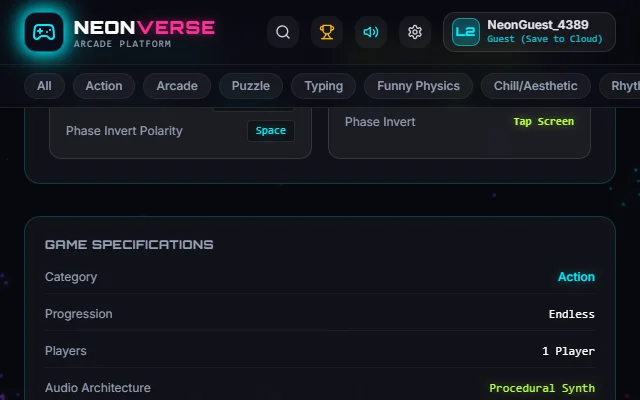 NEONVERSE
ARCADE PLATFORM
L2
NeonGuest_4389
Guest (Save to Cloud)
All
Action
Arcade
Puzzle
Typing
Funny Physics
Chill/Aesthetic
Phase Invert Polarity
Space
Phase Invert
Tap Screen
GAME SPECIFICATIONS
Category
Action
Progression
Endless
Players
1 Player
Audio Architecture
Procedural Synth